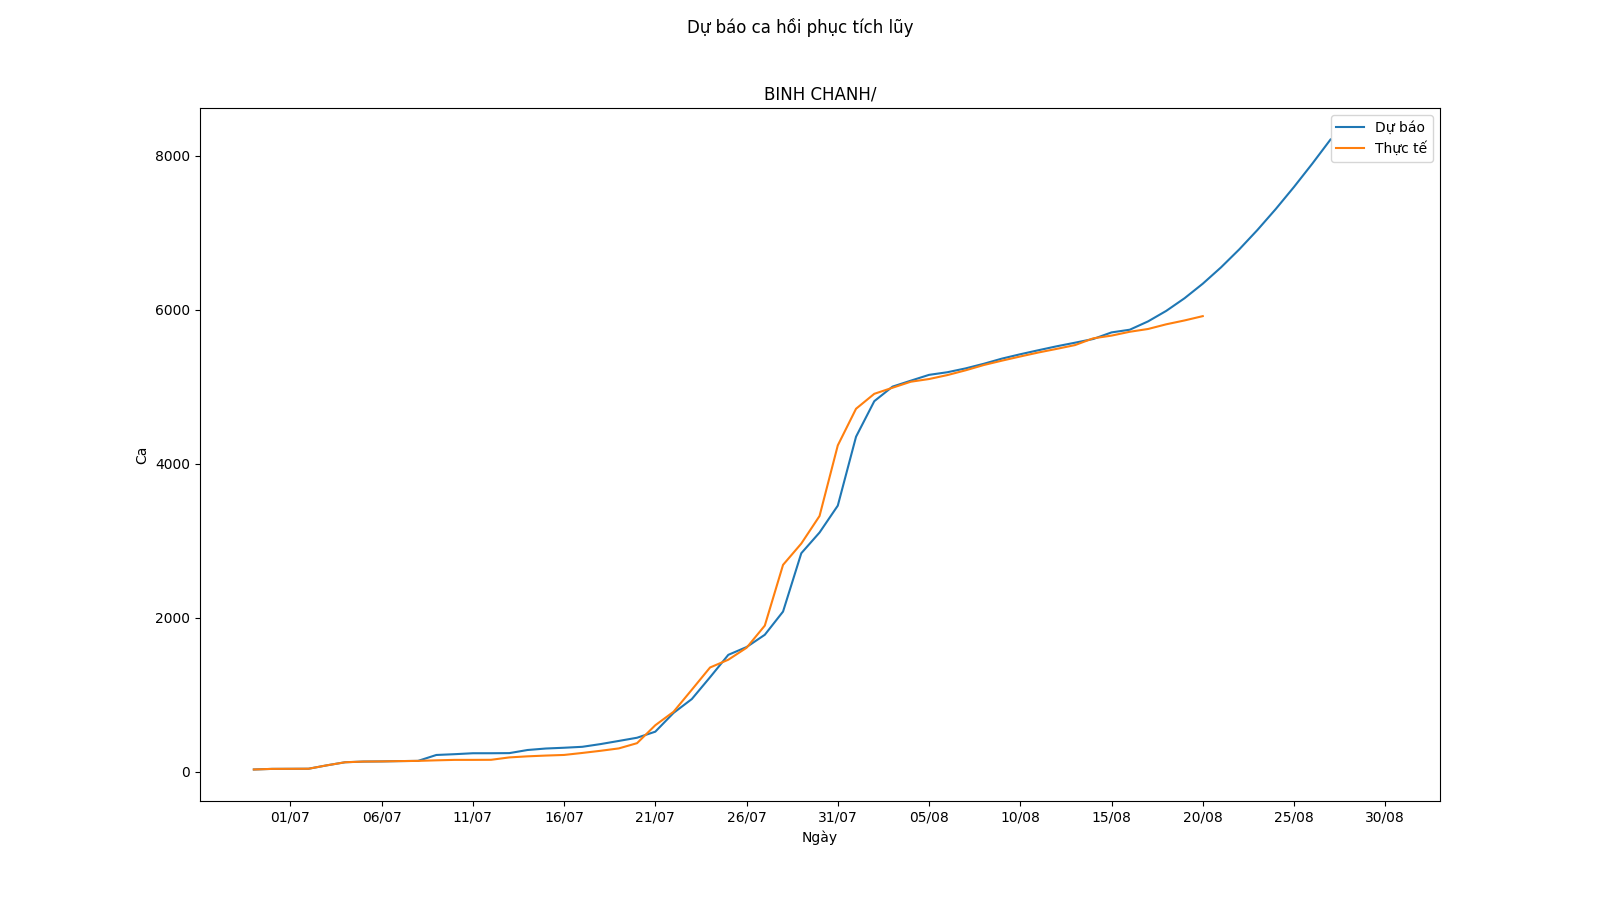 Dự báo ca hồi phục tích lũy
BINH CHANH/
Dự báo
Thực tế
8000
6000
4000
2000
0
Ca
01/07 06/07 11/07 16/07 21/07 26/07 31/07 05/08 10/08 15/08 20/08 25/08 30/08
Ngày